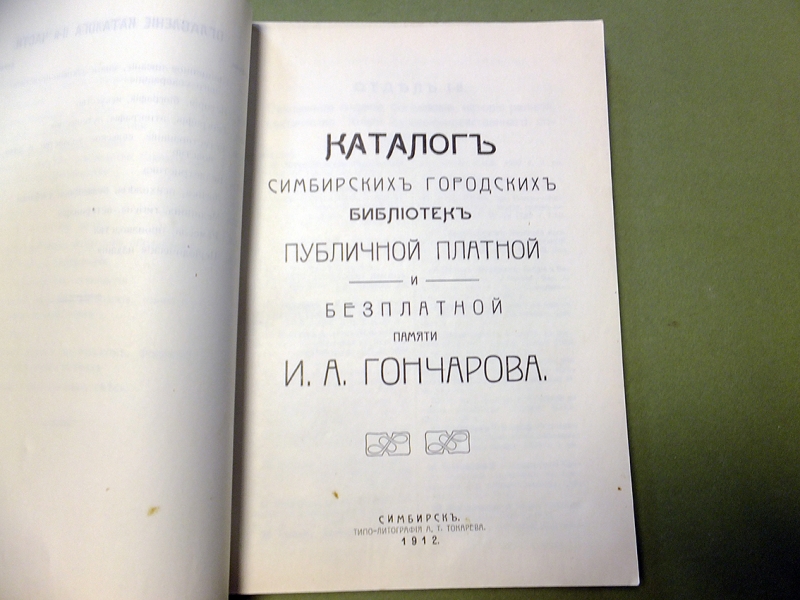 КАТАЛОГЪ
СИМБИРСКИХЪ ГОРОДСКИХЪ
БИБЛІОТЕКЪ
ПУБЛИЧНОЙ ПЛАТНОЙ
И
БЕЗПЛАТНОЙ
ПАМЯТИ
И. А. ГОНЧАРОВА.
СИМБИРСКЪ.
ТИПО-ЛИТОГРАФІЯ А. Т. ТОКАРЕВА.
1912.